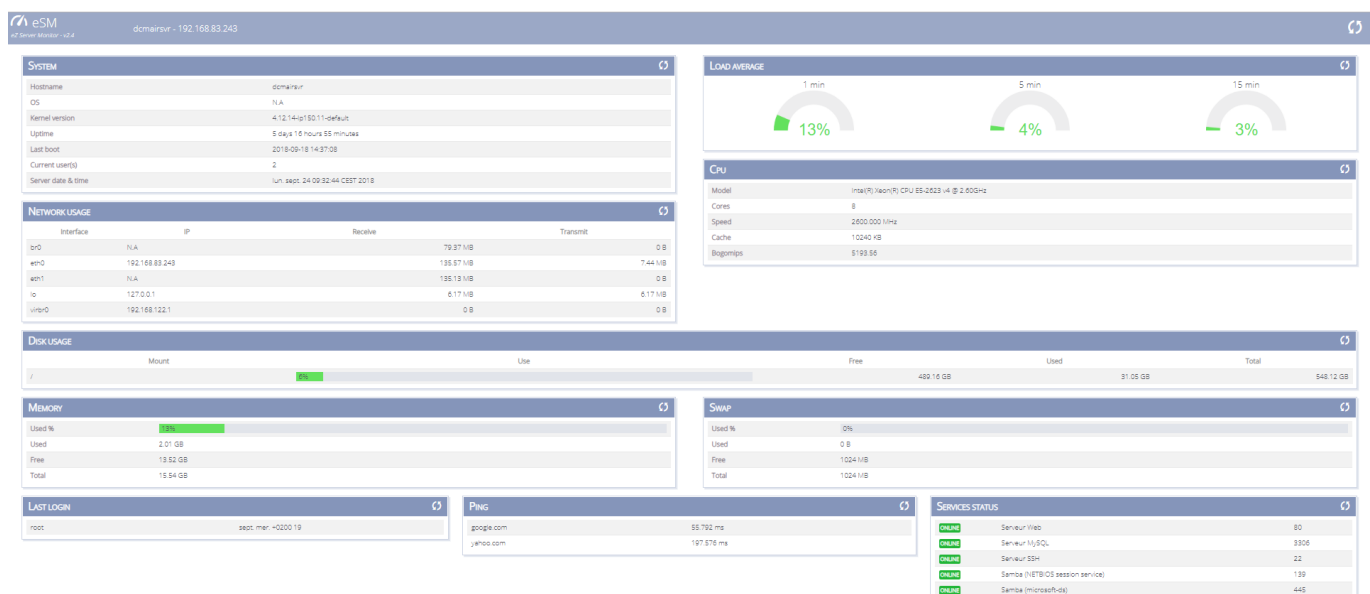 eSM
eZ Server Monitor - v2.4
dcmairsvr - 192.168.83.243
SYSTEM
Hostname dcmairsvr
OS N.A
Kernel version 4.12.14-lp150.11-default
Uptime 5 days 16 hours 55 minutes
Last boot 2018-09-18 14:37:08
Current user(s) 2
Server date & time lun. sept. 24 09:32:44 CEST 2018
LOAD AVERAGE
1 min 5 min 15 min
13% 4% 3%
CPU
Model Intel(R) Xeon(R) CPU E5-2623 v4 @ 2.60GHz
Cores 8
Speed 2600.000 MHz
Cache 10240 KB
Bogomips 5193.56
NETWORK USAGE
Interface IP Receive Transmit
br0 N.A 79.37 MB 0 B
eth0 192.168.83.243 135.57 MB 7.44 MB
eth1 N.A 135.13 MB 0 B
lo 127.0.0.1 6.17 MB 6.17 MB
virbr0 192.168.122.1 0 B 0 B
DISK USAGE
Mount Use Free Used Total
/ 6% 489.16 GB 31.05 GB 548.12 GB
MEMORY
Used % 13%
Used 2.01 GB
Free 13.52 GB
Total 15.54 GB
SWAP
Used % 0%
Used 0 B
Free 1024 MB
Total 1024 MB
LAST LOGIN
root sept. mer. +0200 19
PING
google.com 55.792 ms
yahoo.com 197.576 ms
SERVICES STATUS
ONLINE Serveur Web 80
ONLINE Serveur MySQL 3306
ONLINE Serveur SSH 22
ONLINE Samba (NETBIOS session service) 139
ONLINE Samba (microsoft-ds) 445